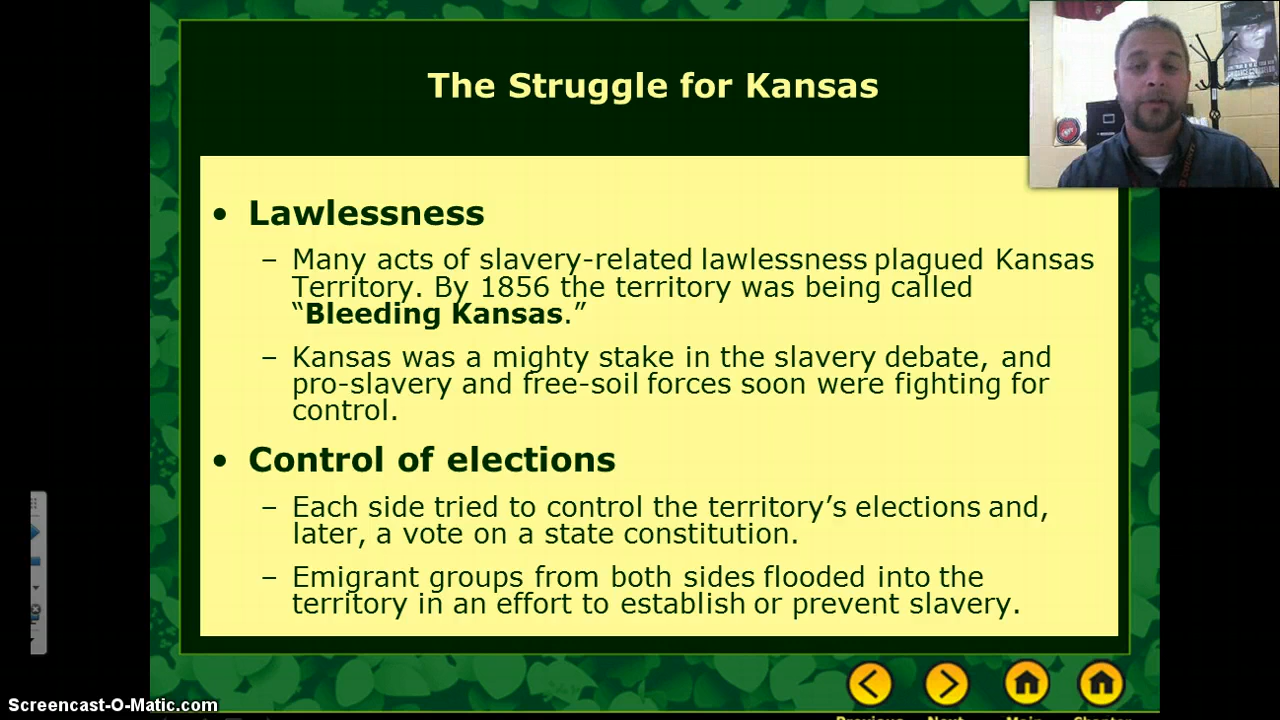 The Struggle for Kansas
• Lawlessness
– Many acts of slavery-related lawlessness plagued Kansas
Territory. By 1856 the territory was being called
“Bleeding Kansas.”
– Kansas was a mighty stake in the slavery debate, and
pro-slavery and free-soil forces soon were fighting for
control.
• Control of elections
– Each side tried to control the territory’s elections and,
later, a vote on a state constitution.
– Emigrant groups from both sides flooded into the
territory in an effort to establish or prevent slavery.
Previous Next Main Chapter
Screencast-O-Matic.com